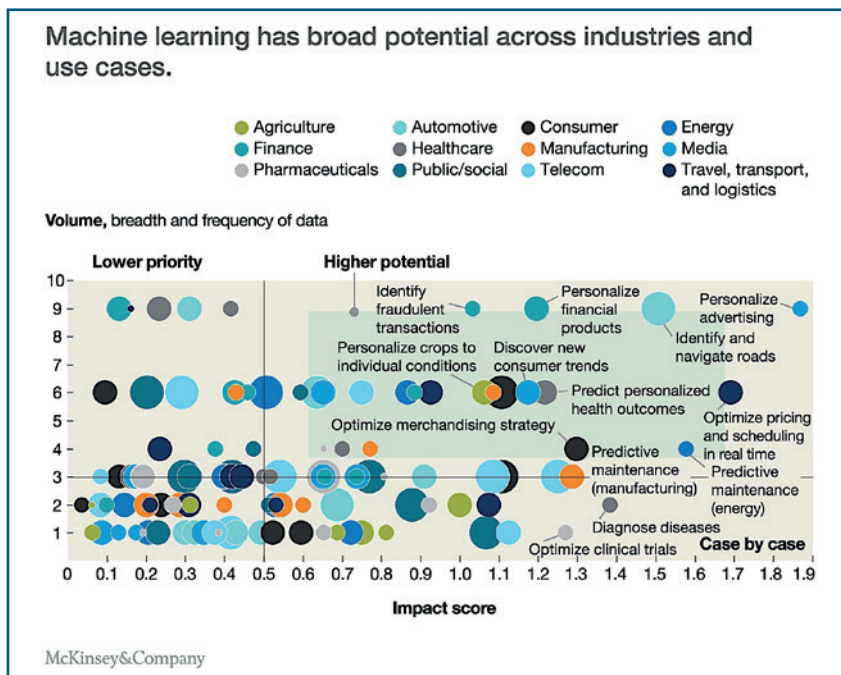 Machine learning has broad potential across industries and
use cases.
Agriculture
Automotive
Consumer
Energy
Finance
Healthcare
Manufacturing
Media
Pharmaceuticals
Public/social
Telecom
Travel, transport,
and logistics
Volume, breadth and frequency of data
Lower priority
Higher potential
10
9
8
7
6
5
4
3
2
1
Identify
fraudulent
transactions
Personalize
financial
products
Personalize
advertising
Identify and
navigate roads
Personalize crops to
individual conditions
Discover new
consumer trends
Predict personalized
health outcomes
Optimize pricing
and scheduling
in real time
Optimize merchandising strategy
Predictive
maintenance
(manufacturing)
Predictive
maintenance
(energy)
Diagnose diseases
Optimize clinical trials
Case by case
0 0.1 0.2 0.3 0.4 0.5 0.6 0.7 0.8 0.9 1.0 1.1 1.2 1.3 1.4 1.5 1.6 1.7 1.8 1.9
Impact score
McKinsey&Company